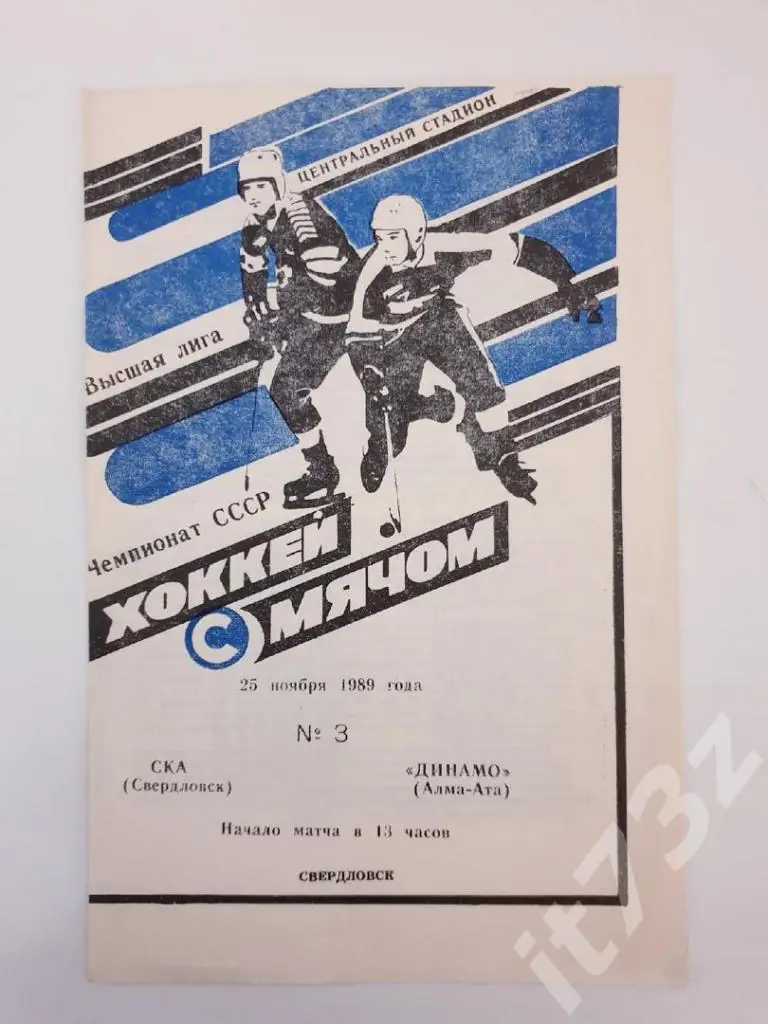 ЦЕНТРАЛЬНЫЙ СТАДИОН
Высшая лига
Чемпионат СССР
ХОККЕЙ
С МЯЧОМ
25 ноября 1989 года
№ 3
СКА «ДИНАМО»
(Свердловск) (Алма-Ата)
Начало матча в 13 часов
СВЕРДЛОВСК
it73z